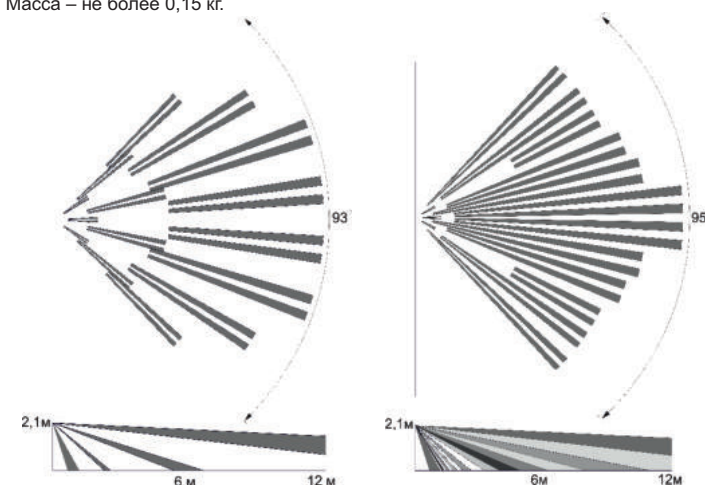 Масса – не более 0,15 кг.
93
95
2,1м
6 м
12 м
2,1м
6м
12м